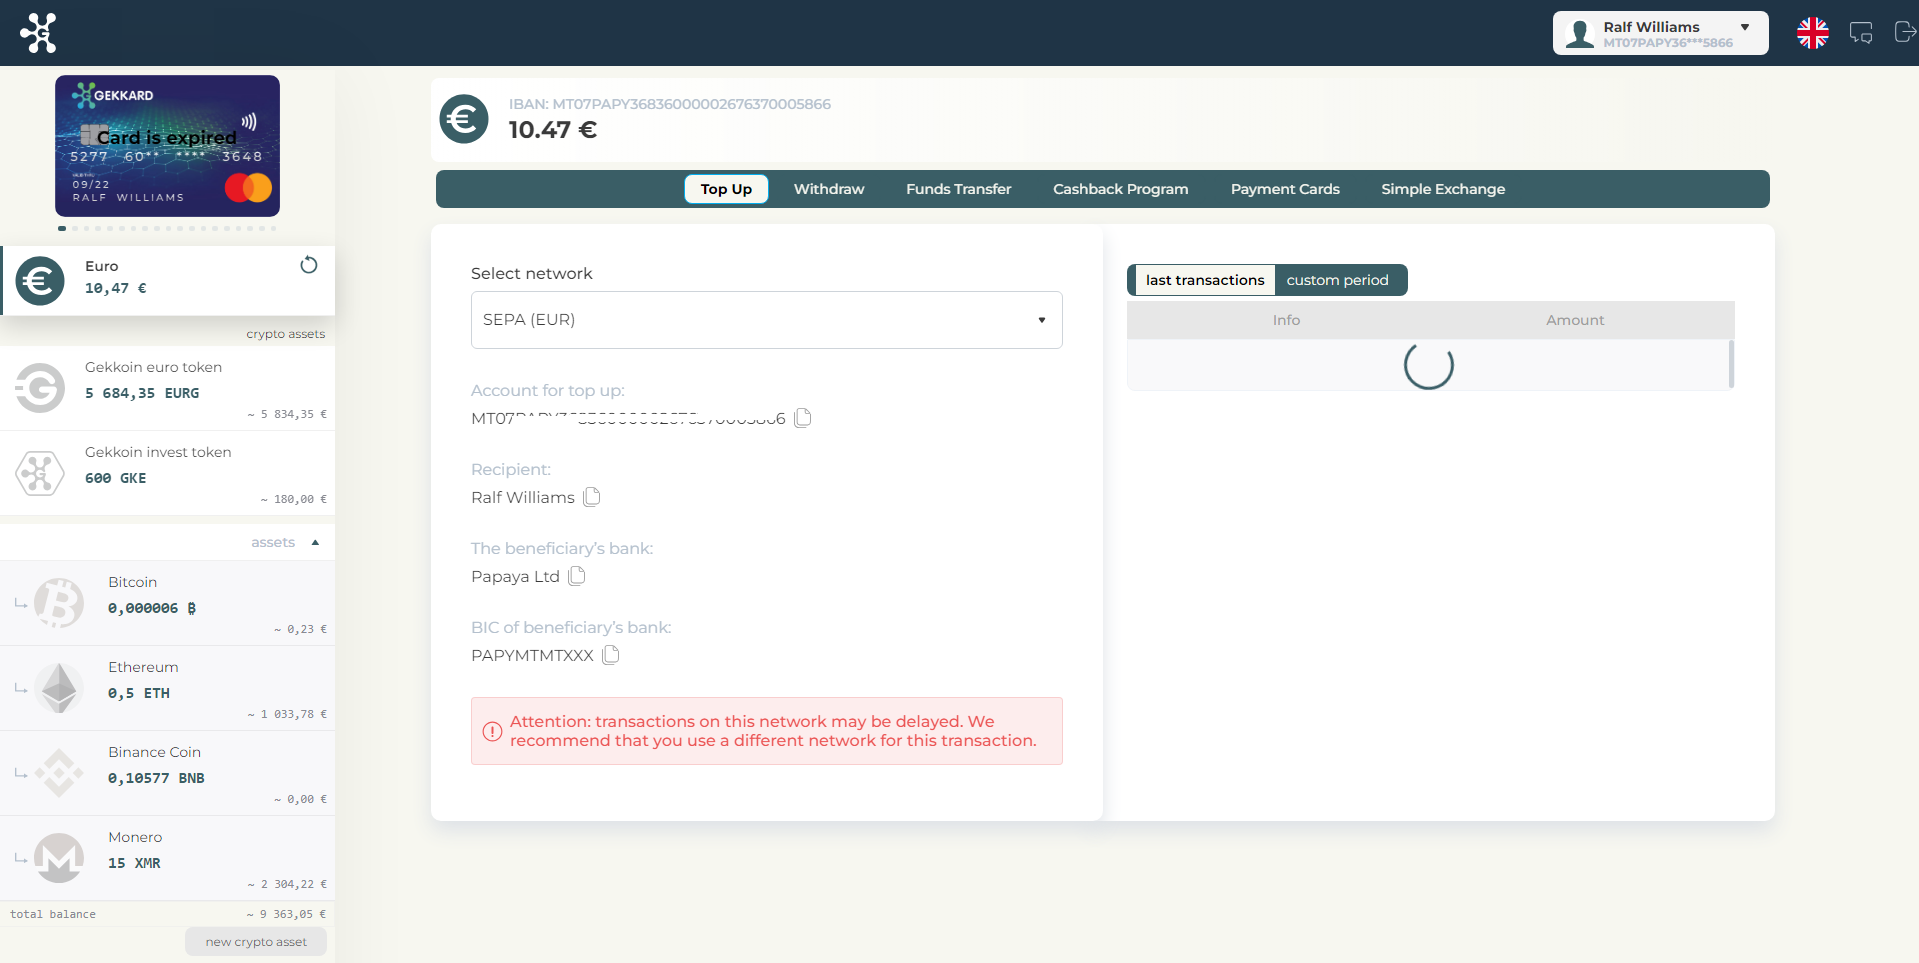 G
Ralf Williams
MT07PAPY36***5866
GEKKARD
Card is expired
5277 60** **** 3648
09/22
RALF WILLIAMS
Euro
10,47 €
crypto assets
Gekkoin euro token
5 684,35 EURG
~ 5 834,35 €
Gekkoin invest token
600 GKE
~ 180,00 €
assets
Bitcoin
0,000006 ₿
~ 0,23 €
Ethereum
0,5 ETH
~ 1 033,78 €
Binance Coin
0,10577 BNB
~ 0,00 €
Monero
15 XMR
~ 2 304,22 €
total balance ~ 9 363,05 €
new crypto asset
IBAN: MT07PAPY36836000002676370005866
10.47 €
Top Up Withdraw Funds Transfer Cashback Program Payment Cards Simple Exchange
Select network
SEPA (EUR)
Account for top up:
MT07PAPY36836000002676370005866
Recipient:
Ralf Williams
The beneficiary's bank:
Papaya Ltd
BIC of beneficiary's bank:
PAPYMTMTXXX
Attention: transactions on this network may be delayed. We
recommend that you use a different network for this transaction.
last transactions custom period
Info Amount